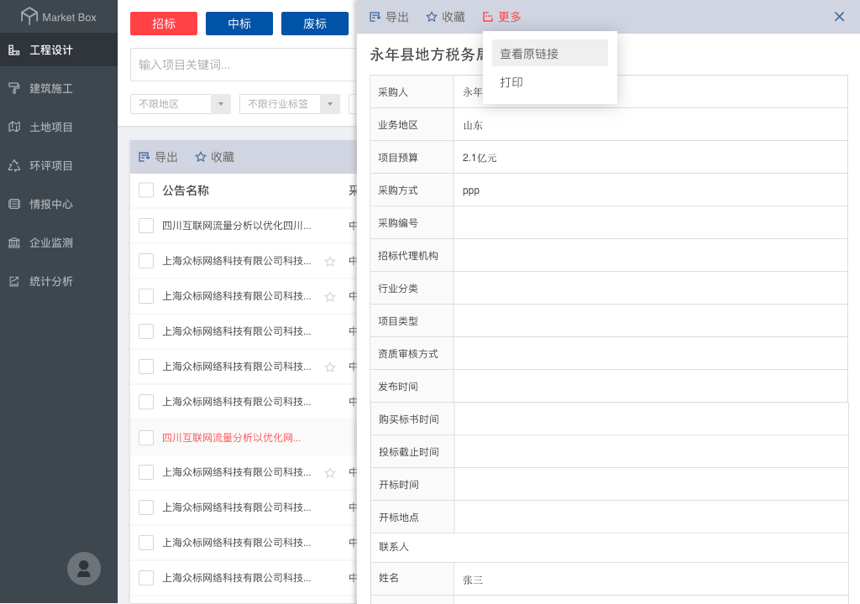 Market Box
工程设计
建筑施工
土地项目
环评项目
情报中心
企业监测
统计分析
招标
中标
废标
输入项目关键词...
不限地区
不限行业标签
导出
收藏
公告名称
四川互联网流量分析以优化四川... 中
上海众标网络科技有限公司科技... 中
上海众标网络科技有限公司科技... 中
上海众标网络科技有限公司科技... 中
上海众标网络科技有限公司科技... 中
上海众标网络科技有限公司科技... 中
四川互联网流量分析以优化网...
上海众标网络科技有限公司科技... 中
上海众标网络科技有限公司科技... 中
上海众标网络科技有限公司科技... 中
上海众标网络科技有限公司科技... 中
导出
收藏
更多
查看原链接
打印
永年县地方税务
采购人 永年
业务地区 山东
项目预算 2.1亿元
采购方式 ppp
采购编号
招标代理机构
行业分类
项目类型
资质审核方式
发布时间
购买标书时间
投标截止时间
开标时间
开标地点
联系人
姓名 张三